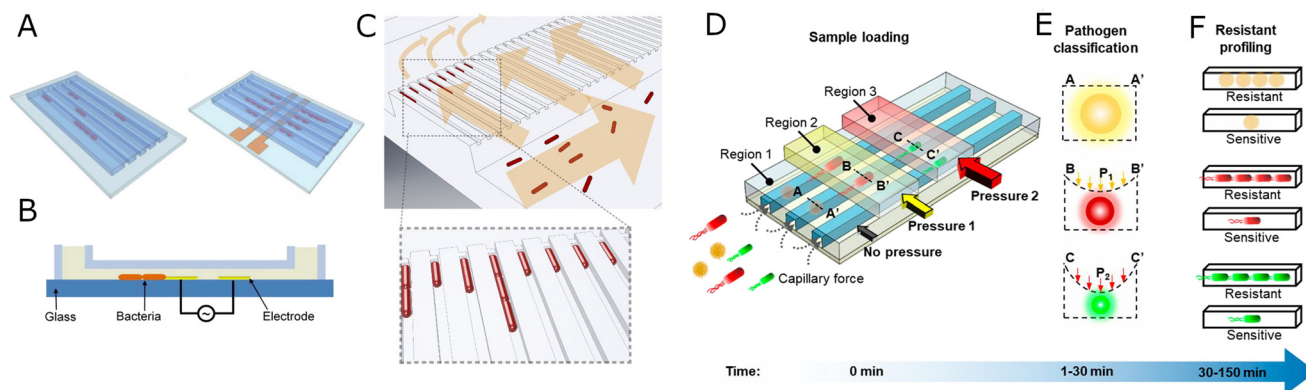 A
B
Glass
Bacteria
~
Electrode
C
D
Sample loading
Region 3
Region 2
Region 1
C
C'
B
B'
A
A'
Pressure 2
Pressure 1
No pressure
Capillary force
E
Pathogen
classification
A A'
B P1 B'
C P2 C'
F
Resistant
profiling
Resistant
Sensitive
Resistant
Sensitive
Resistant
Sensitive
Time: 0 min 1-30 min 30-150 min